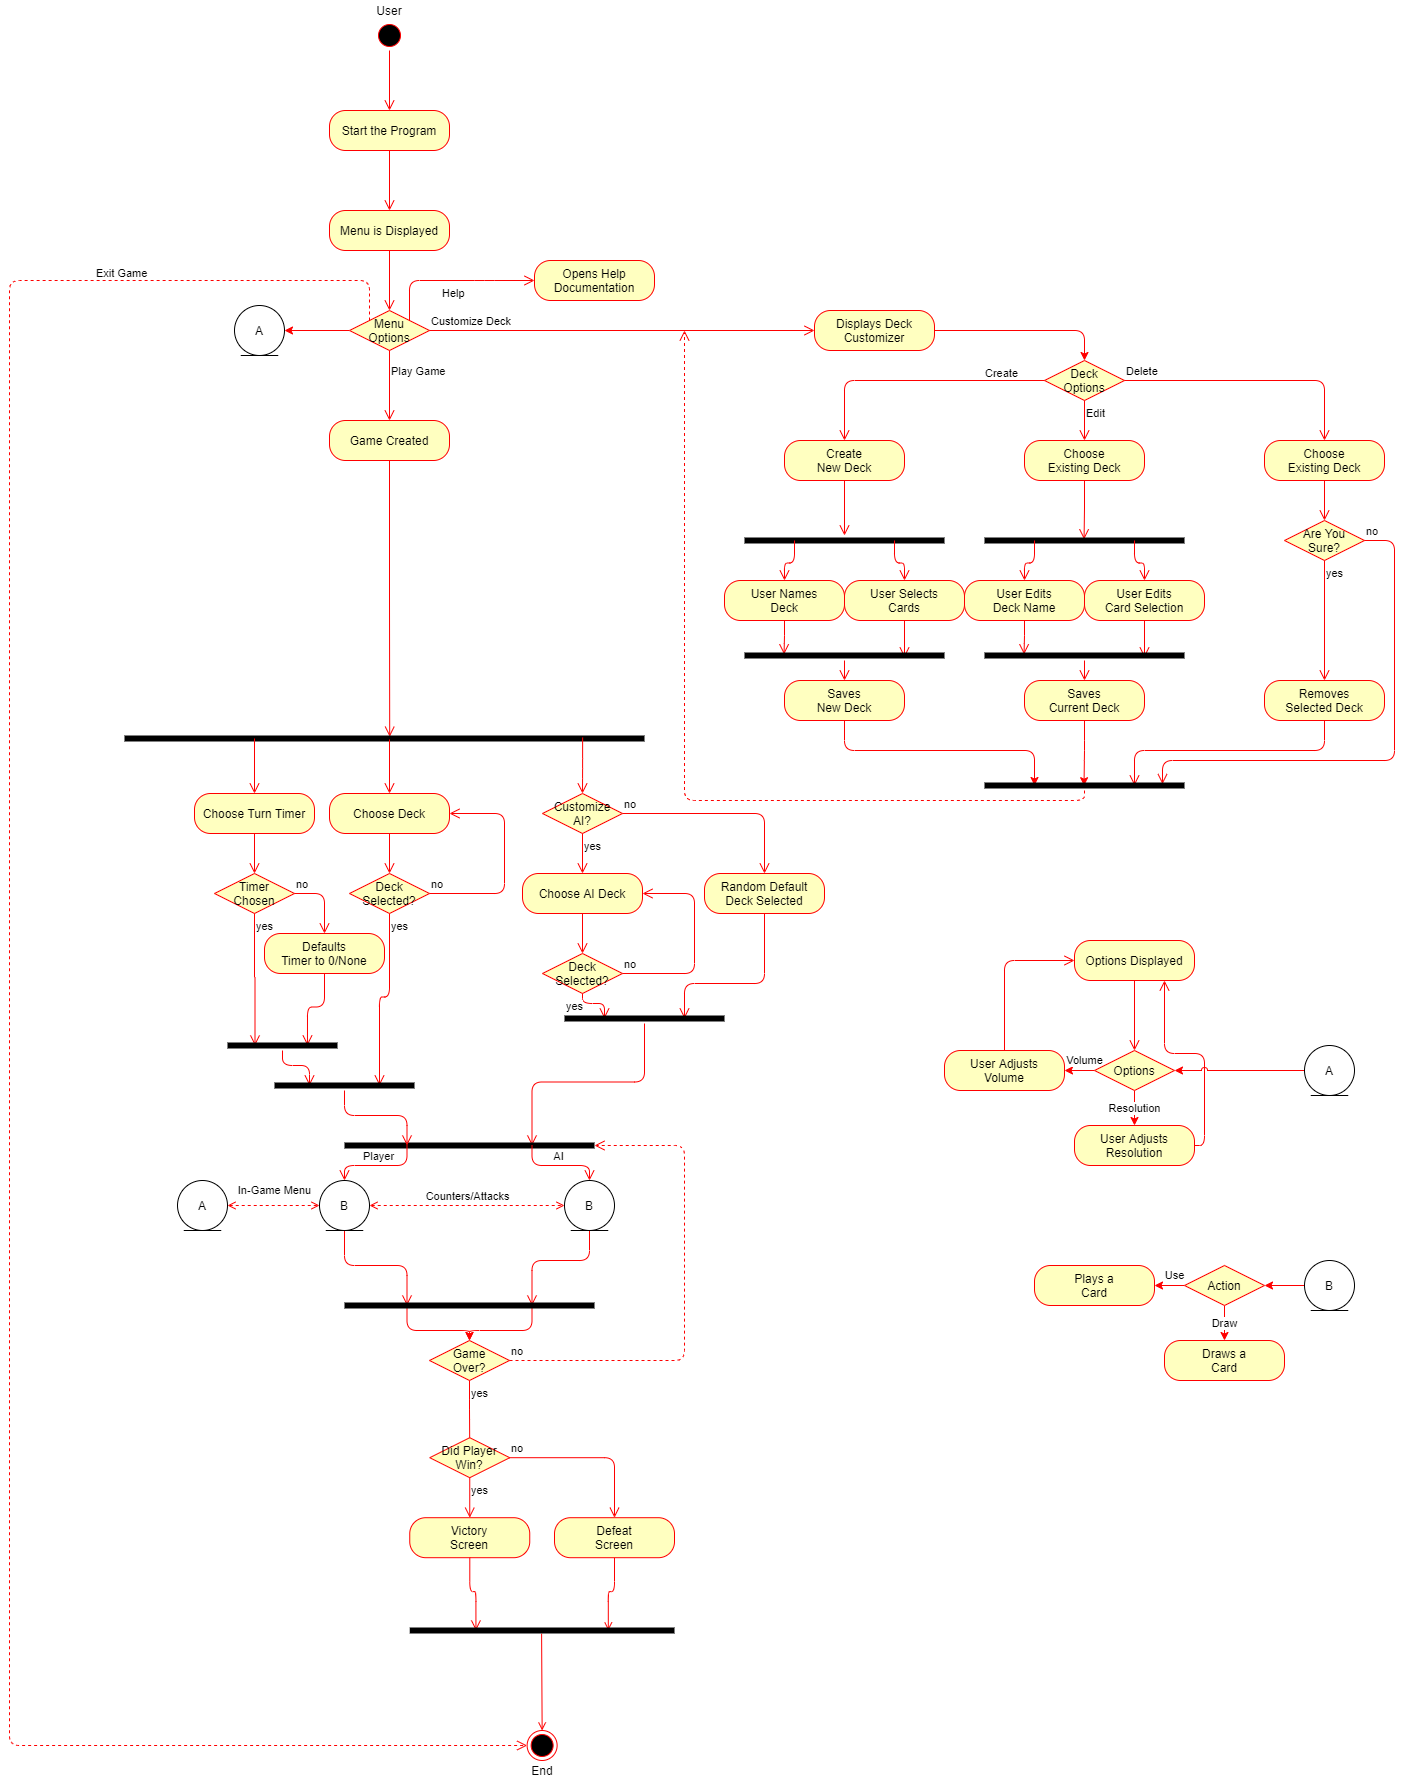 User
Start the Program
Menu is Displayed
Exit Game
Opens Help
Documentation
Help
A
Menu
Options
Customize Deck
Displays Deck
Customizer
Play Game
Create
Deck
Options
Delete
Edit
Game Created
Create
New Deck
Choose
Existing Deck
Choose
Existing Deck
Are You
Sure?
no
yes
User Names
Deck
User Selects
Cards
User Edits
Deck Name
User Edits
Card Selection
Saves
New Deck
Saves
Current Deck
Removes
Selected Deck
Choose Turn Timer
Choose Deck
Customize
AI?
no
yes
Timer
Chosen
no
yes
Deck
Selected?
no
yes
Choose AI Deck
Random Default
Deck Selected
Defaults
Timer to 0/None
Deck
Selected?
no
yes
Options Displayed
User Adjusts
Volume
Volume
Options
A
Resolution
User Adjusts
Resolution
Player
AI
A
In-Game Menu
B
Counters/Attacks
B
Plays a
Card
Use
Action
B
Draw
Draws a
Card
Game
Over?
no
yes
Did Player
Win?
no
yes
Victory
Screen
Defeat
Screen
End